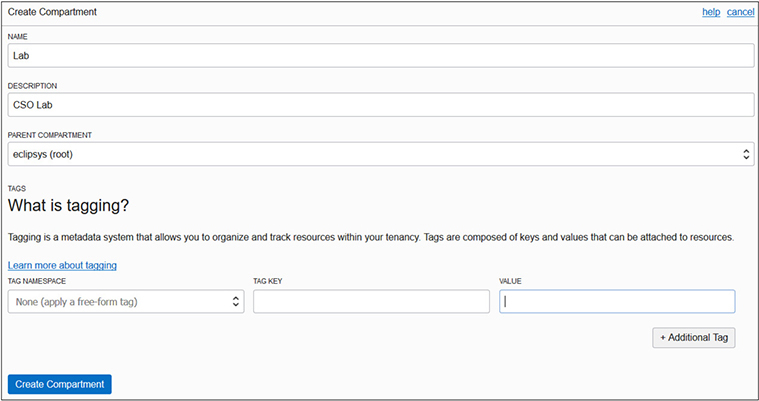 Create Compartment help cancel
NAME
Lab
DESCRIPTION
CSO Lab
PARENT COMPARTMENT
eclipsys (root)
TAGS
What is tagging?
Tagging is a metadata system that allows you to organize and track resources within your tenancy. Tags are composed of keys and values that can be attached to resources.
Learn more about tagging
TAG NAMESPACE TAG KEY VALUE
None (apply a free-form tag)
+ Additional Tag
Create Compartment